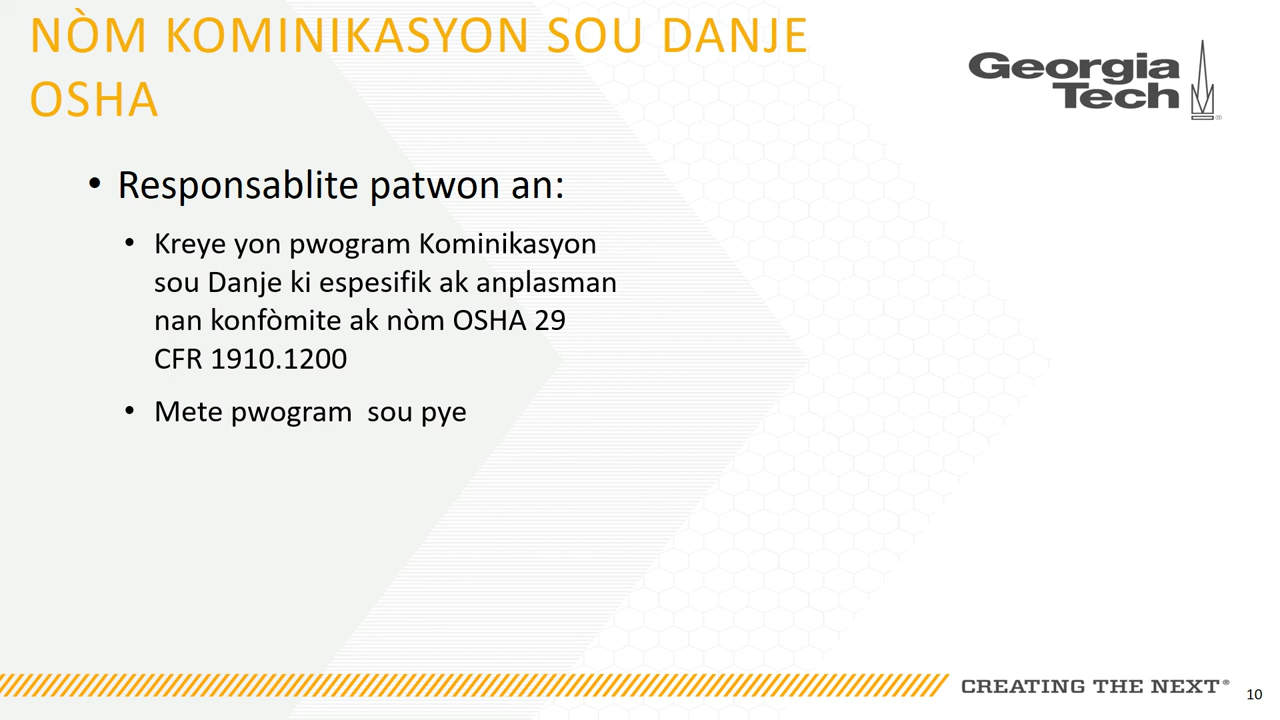 NÒM KOMINIKASYON SOU DANJE
OSHA
Georgia
Tech
®
• Responsablite patwon an:
• Kreye yon pwogram Kominikasyon
sou Danje ki espesifik ak anplasman
nan konfòmite ak nòm OSHA 29
CFR 1910.1200
• Mete pwogram  sou pye
CREATING THE NEXT®
10